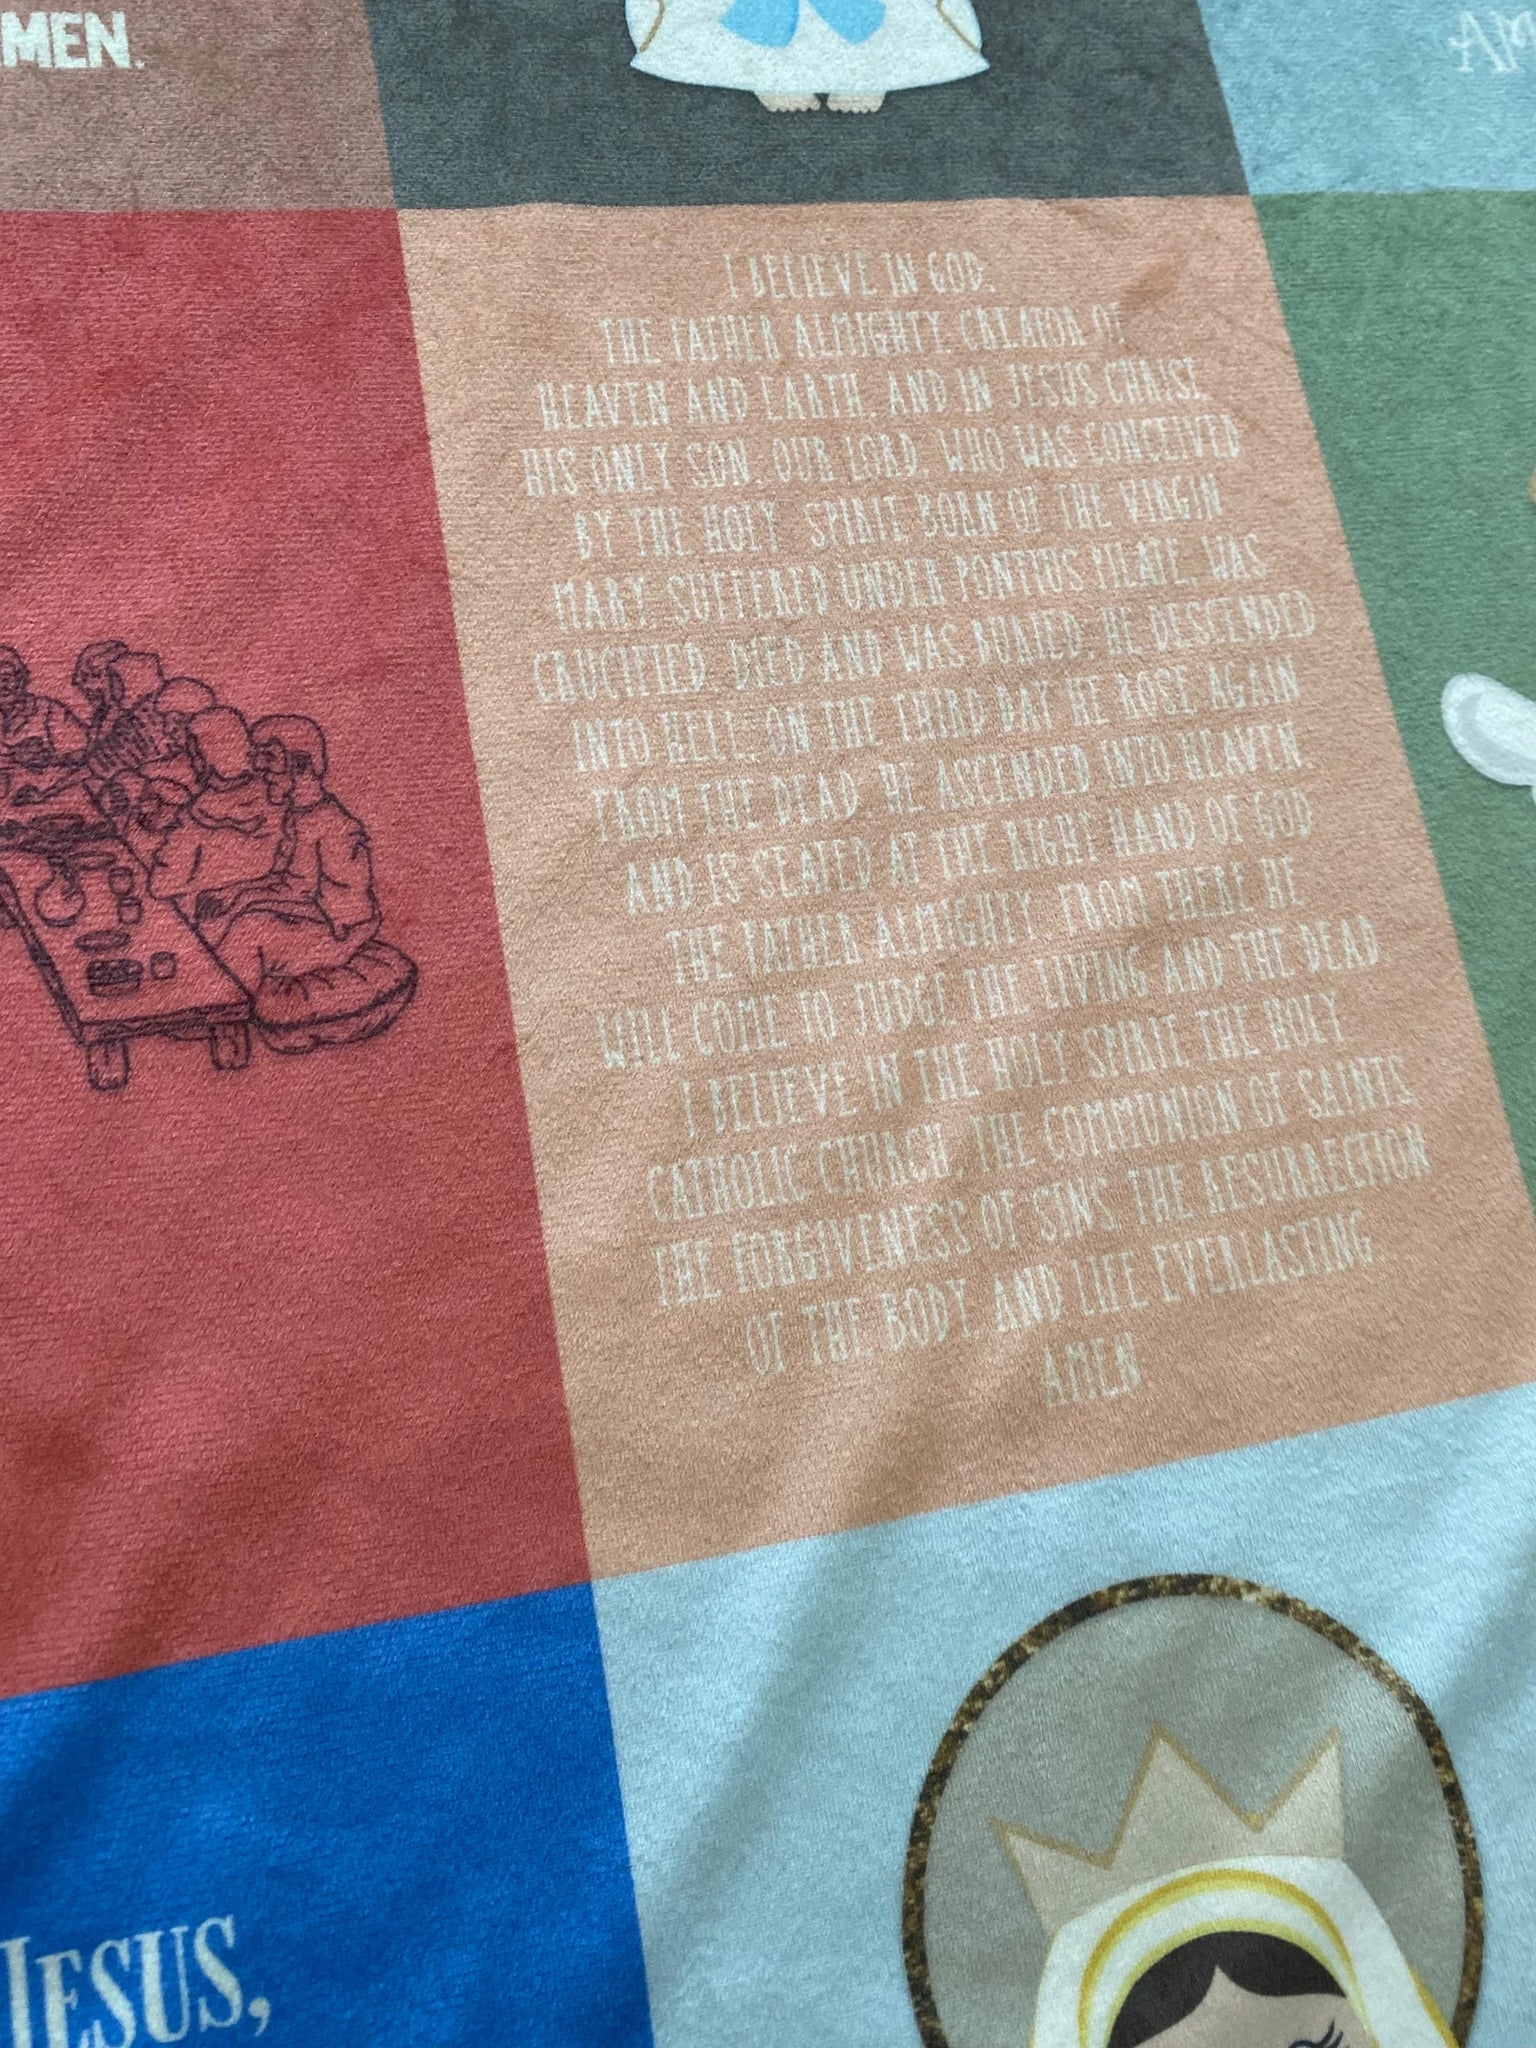 MEN.
AM
I BELIEVE IN GOD,
THE FATHER ALMIGHTY, CREATOR OF
HEAVEN AND EARTH, AND IN JESUS CHRIST,
HIS ONLY SON, OUR LORD, WHO WAS CONCEIVED
BY THE HOLY SPIRIT, BORN OF THE VIRGIN
MARY, SUFFERED UNDER PONTIUS PILATE, WAS
CRUCIFIED, DIED AND WAS BURIED; HE DESCENDED
INTO HELL; ON THE THIRD DAY HE ROSE AGAIN
FROM THE DEAD; HE ASCENDED INTO HEAVEN,
AND IS SEATED AT THE RIGHT HAND OF GOD
THE FATHER ALMIGHTY; FROM THERE HE
WILL COME TO JUDGE THE LIVING AND THE DEAD
I BELIEVE IN THE HOLY SPIRIT, THE HOLY
CATHOLIC CHURCH, THE COMMUNION OF SAINTS,
THE FORGIVENESS OF SINS, THE RESURRECTION
OF THE BODY, AND LIFE EVERLASTING
AMEN
JESUS,